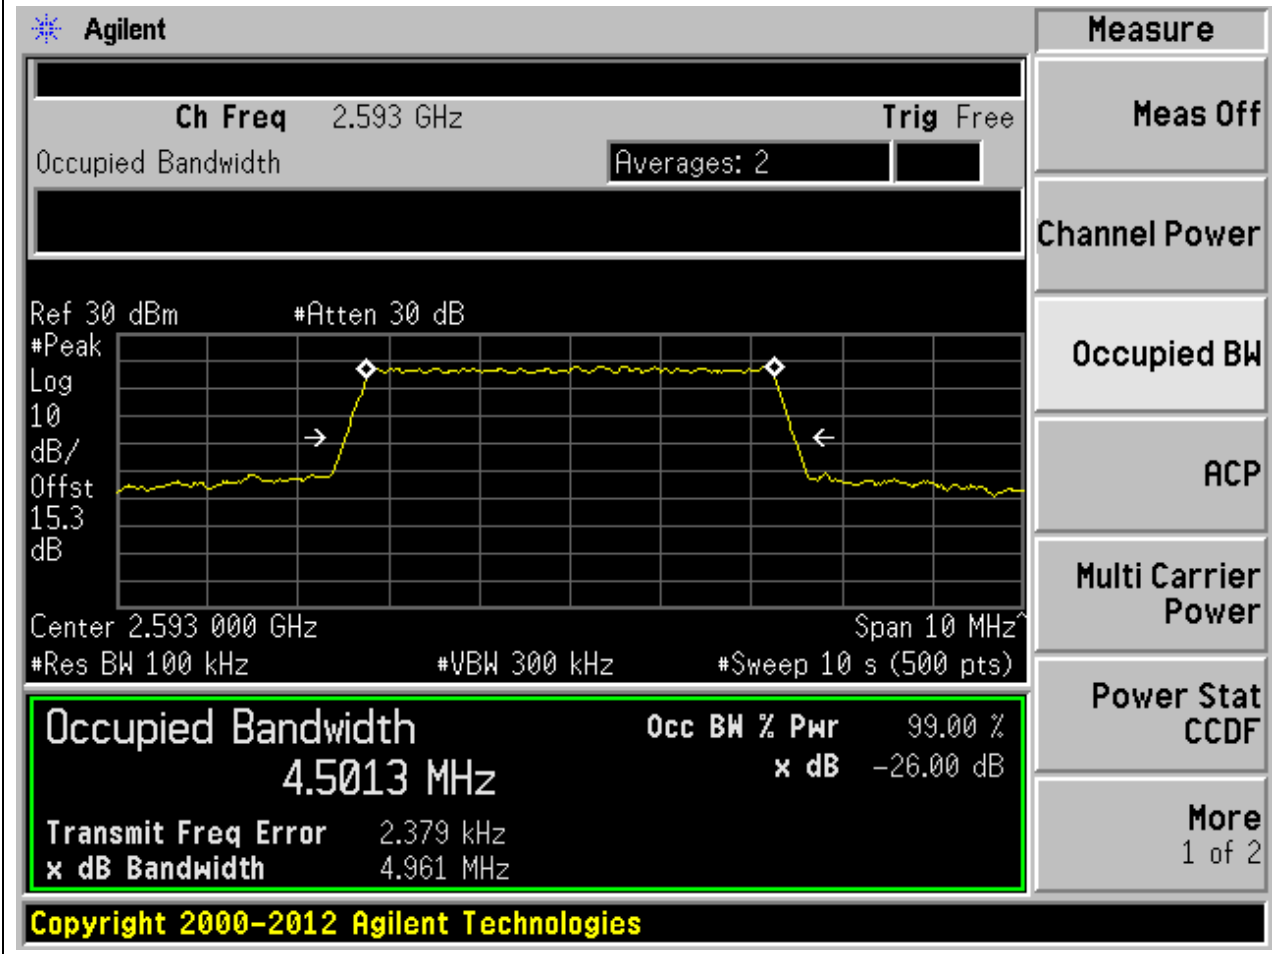 Agilent
Measure
Ch Freq 2.593 GHz Trig Free
Occupied Bandwidth Averages: 2
Meas Off
Channel Power
Occupied BW
ACP
Multi Carrier
Power
Power Stat
CCDF
More
1 of 2
Ref 30 dBm #Atten 30 dB
#Peak
Log
10
dB/
Offst
15.3
dB
Center 2.593 000 GHz Span 10 MHz^
#Res BW 100 kHz #VBW 300 kHz #Sweep 10 s (500 pts)
Occupied Bandwidth Occ BW % Pwr 99.00 %
4.5013 MHz x dB -26.00 dB
Transmit Freq Error 2.379 kHz
x dB Bandwidth 4.961 MHz
Copyright 2000-2012 Agilent Technologies